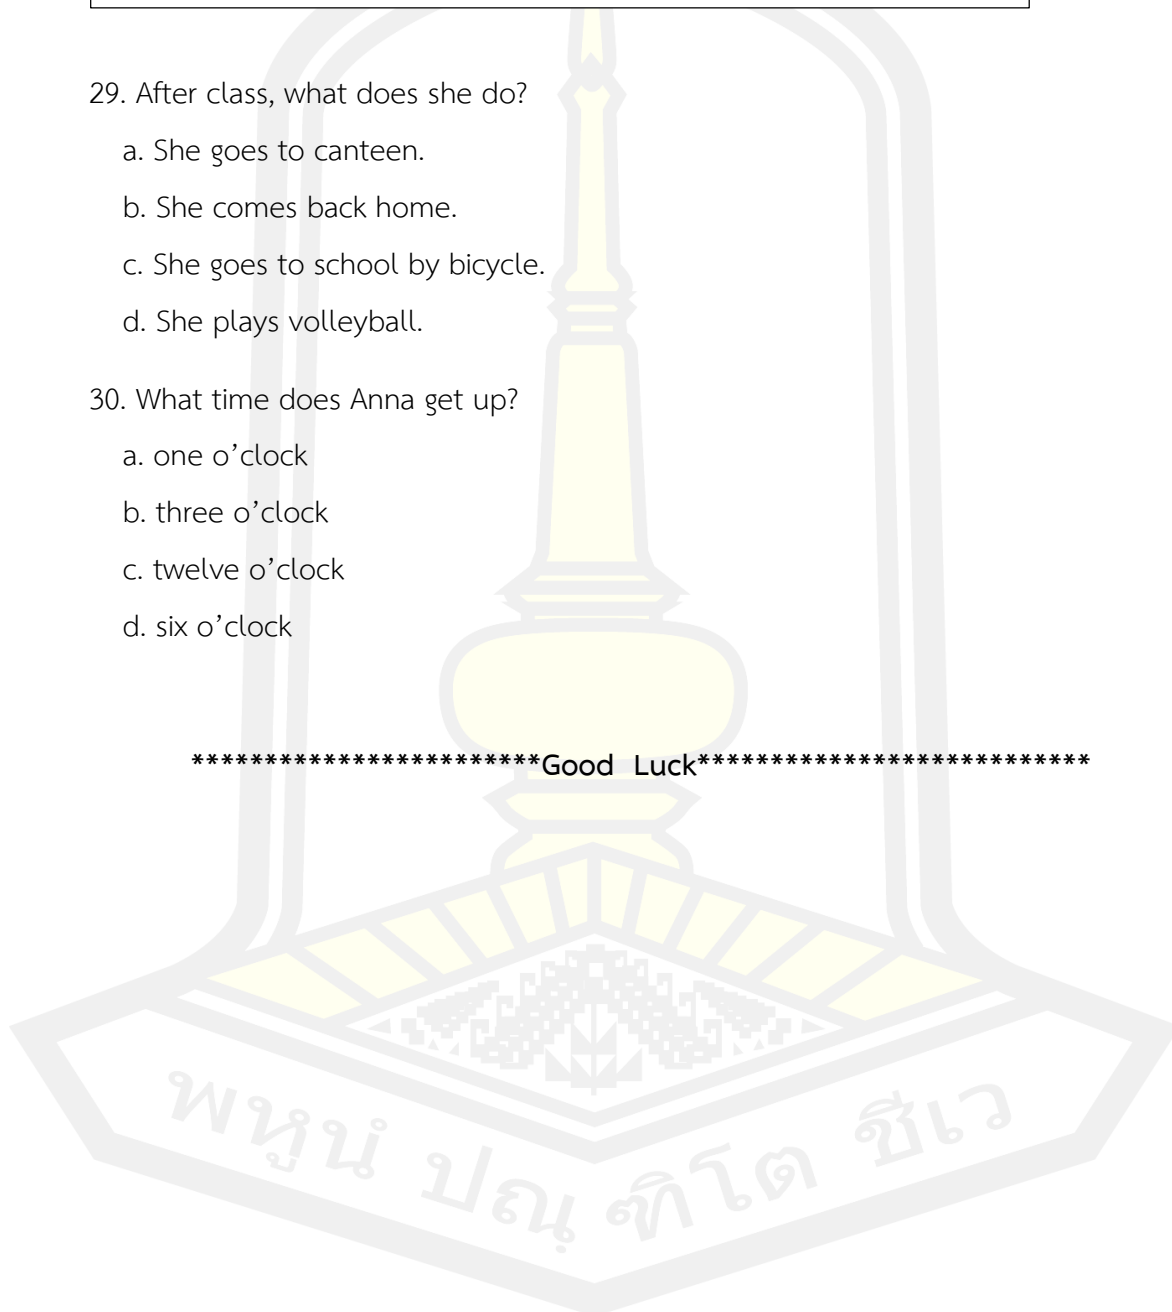 29. After class, what does she do?
a. She goes to canteen.
b. She comes back home.
c. She goes to school by bicycle.
d. She plays volleyball.
30. What time does Anna get up?
a. one o’clock
b. three o’clock
c. twelve o’clock
d. six o’clock
************************Good Luck***************************
พหูนํ ปณฺฑิโต ชีเว